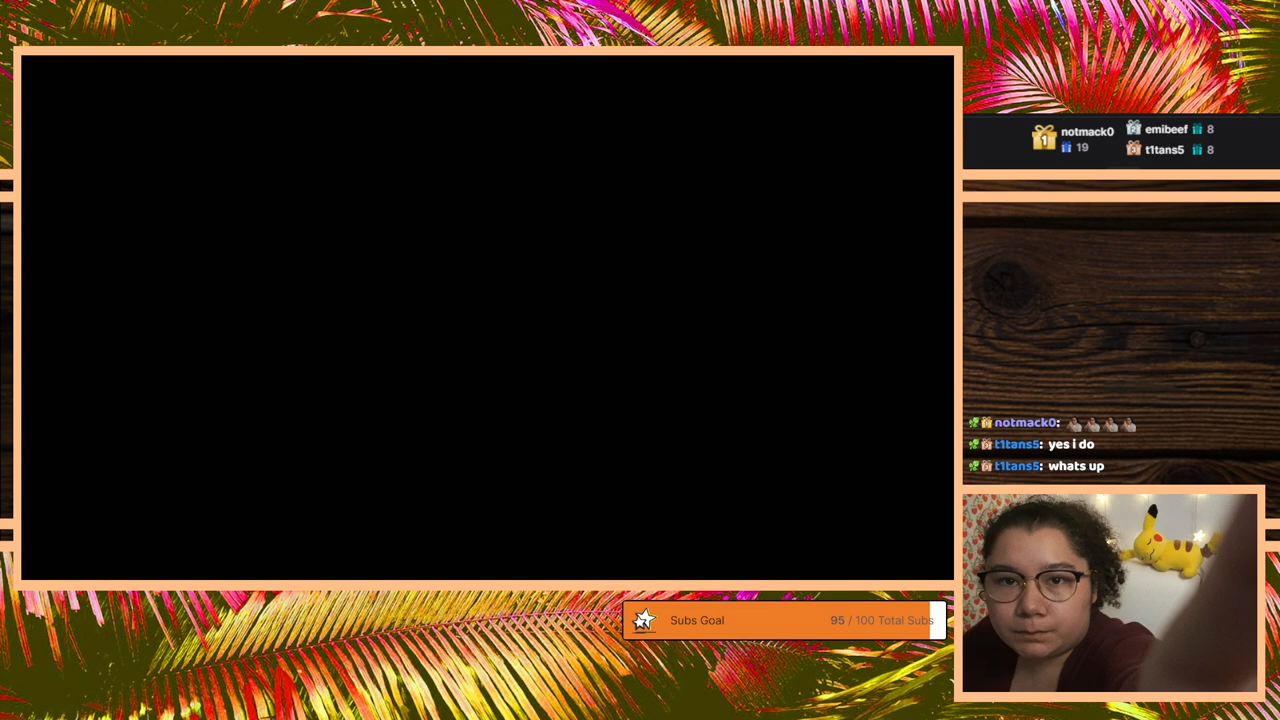 notmack0
19
emibeef 8
t1tans5 8
notmack0:
t1tans5: yes i do
t1tans5: whats up
Subs Goal 95 / 100 Total Subs